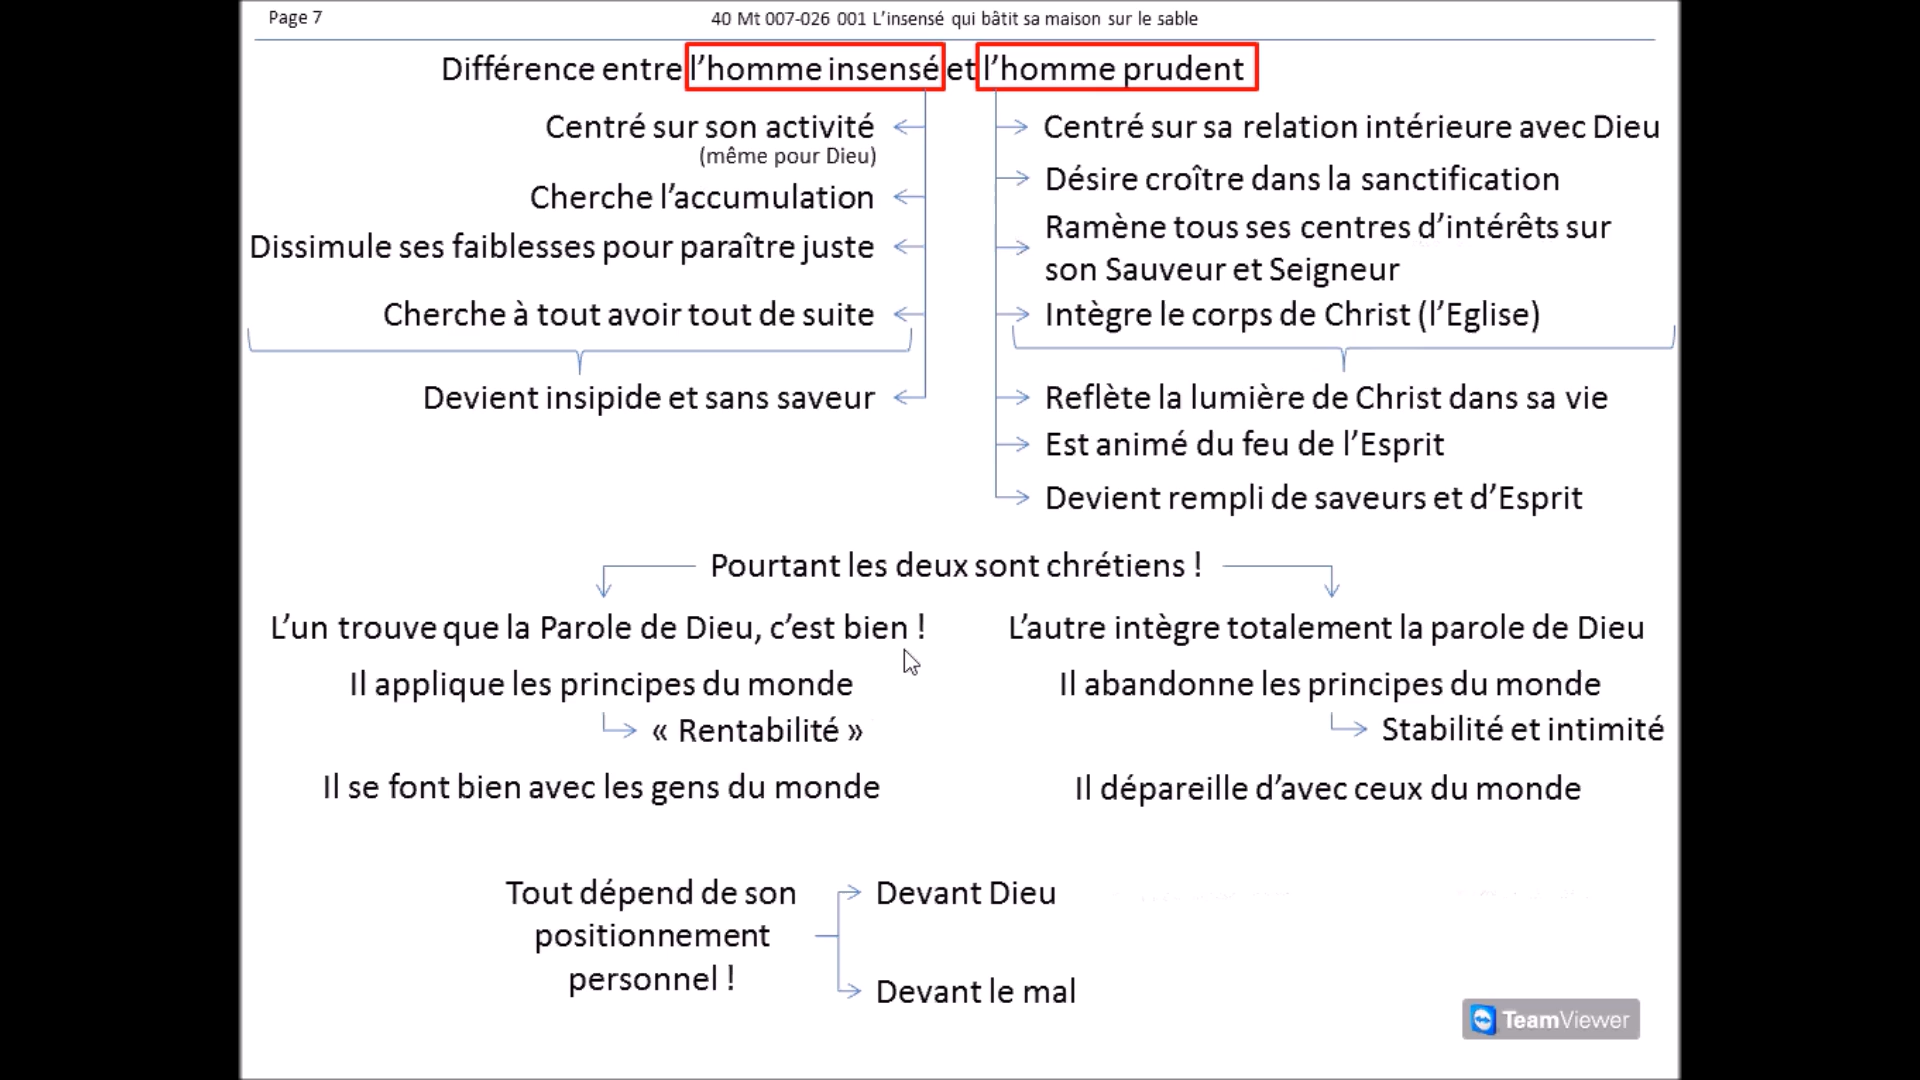 Page 7
40 Mt 007-026 001 L’insensé qui bâtit sa maison sur le sable
Différence entre l’homme insensé et l’homme prudent
Centré sur son activité
(même pour Dieu)
Cherche l’accumulation
Dissimule ses faiblesses pour paraître juste
Cherche à tout avoir tout de suite
Devient insipide et sans saveur
Centré sur sa relation intérieure avec Dieu
Désire croître dans la sanctification
Ramène tous ses centres d’intérêts sur
son Sauveur et Seigneur
Intègre le corps de Christ (l’Eglise)
Reflète la lumière de Christ dans sa vie
Est animé du feu de l’Esprit
Devient rempli de saveurs et d’Esprit
Pourtant les deux sont chrétiens !
L’un trouve que la Parole de Dieu, c’est bien !
Il applique les principes du monde
« Rentabilité »
Il se font bien avec les gens du monde
L’autre intègre totalement la parole de Dieu
Il abandonne les principes du monde
Stabilité et intimité
Il dépareille d’avec ceux du monde
Tout dépend de son
positionnement
personnel !
Devant Dieu
Devant le mal
TeamViewer